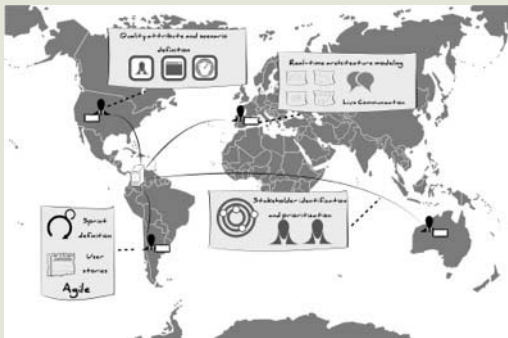 Quality attribute and scenario
definition
Real-time architecture modeling
Live Communication
Stakeholder identification
and prioritization
Sprint
definition
User
stories
Agile